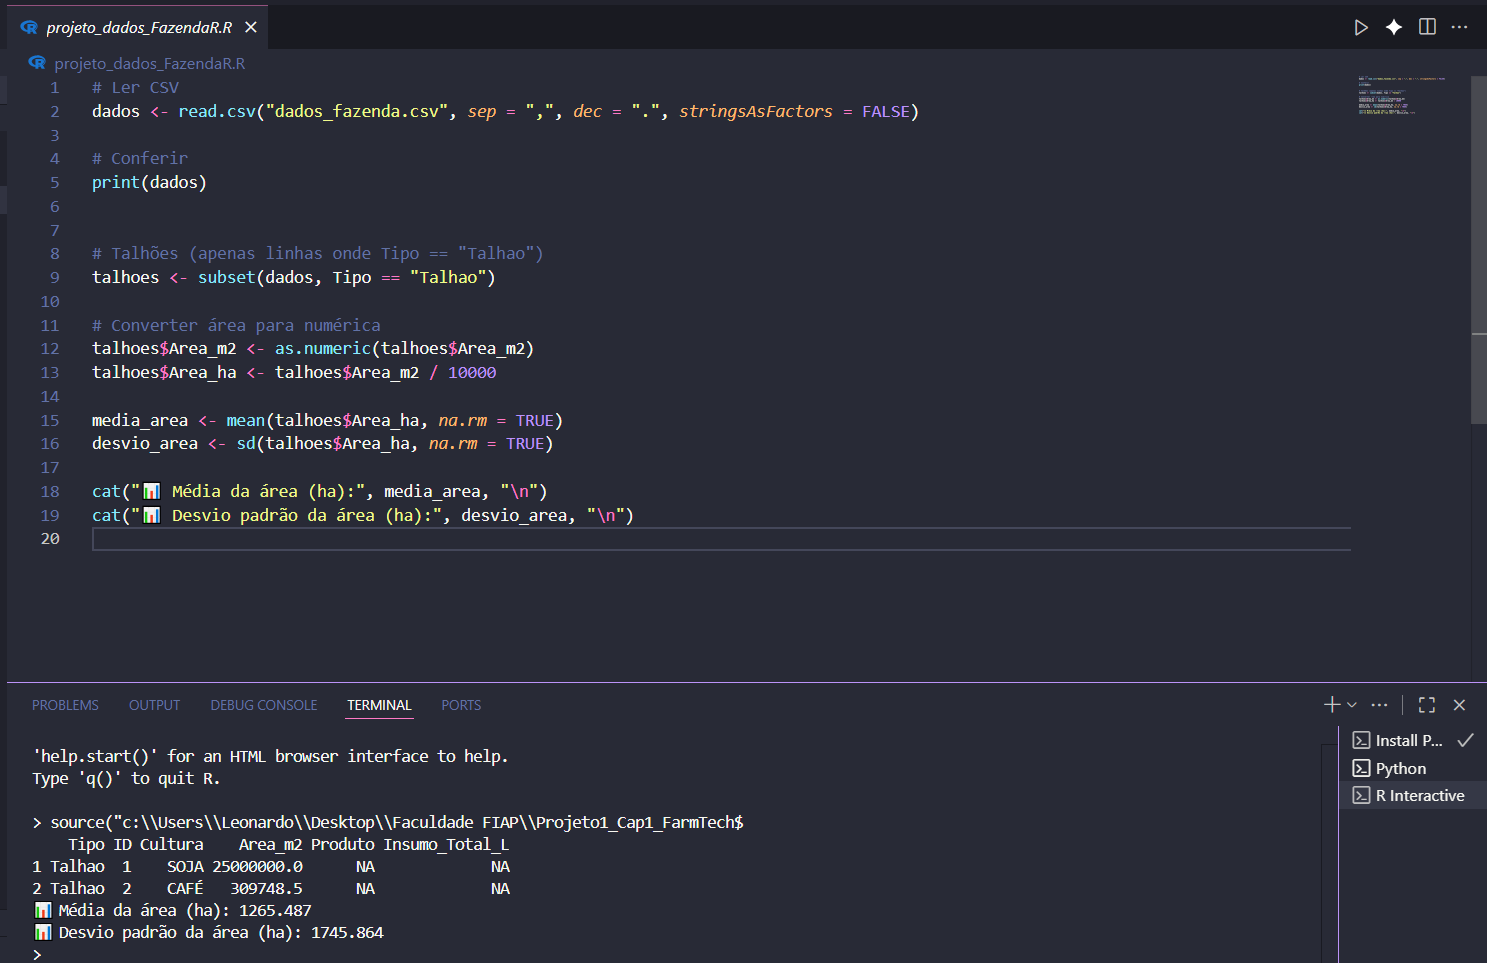 projeto_dados_FazendaR.R
projeto_dados_FazendaR.R
1 # Ler CSV
2 dados <- read.csv("dados_fazenda.csv", sep = ",", dec = ".", stringsAsFactors = FALSE)
3
4 # Conferir
5 print(dados)
6
7
8 # Talhões (apenas linhas onde Tipo == "Talhao")
9 talhoes <- subset(dados, Tipo == "Talhao")
10
11 # Converter área para numérica
12 talhoes$Area_m2 <- as.numeric(talhoes$Area_m2)
13 talhoes$Area_ha <- talhoes$Area_m2 / 10000
14
15 media_area <- mean(talhoes$Area_ha, na.rm = TRUE)
16 desvio_area <- sd(talhoes$Area_ha, na.rm = TRUE)
17
18 cat("📊 Média da área (ha):", media_area, "\n")
19 cat("📊 Desvio padrão da área (ha):", desvio_area, "\n")
20
PROBLEMS OUTPUT DEBUG CONSOLE TERMINAL PORTS
'help.start()' for an HTML browser interface to help.
Type 'q()' to quit R.
> source("c:\\Users\\Leonardo\\Desktop\\Faculdade FIAP\\Projeto1_Cap1_FarmTech$
Tipo ID Cultura Area_m2 Produto Insumo_Total_L
1 Talhao 1 SOJA 25000000.0 NA NA
2 Talhao 2 CAFÉ 309748.5 NA NA
📊 Média da área (ha): 1265.487
📊 Desvio padrão da área (ha): 1745.864
>
Install P...
Python
R Interactive